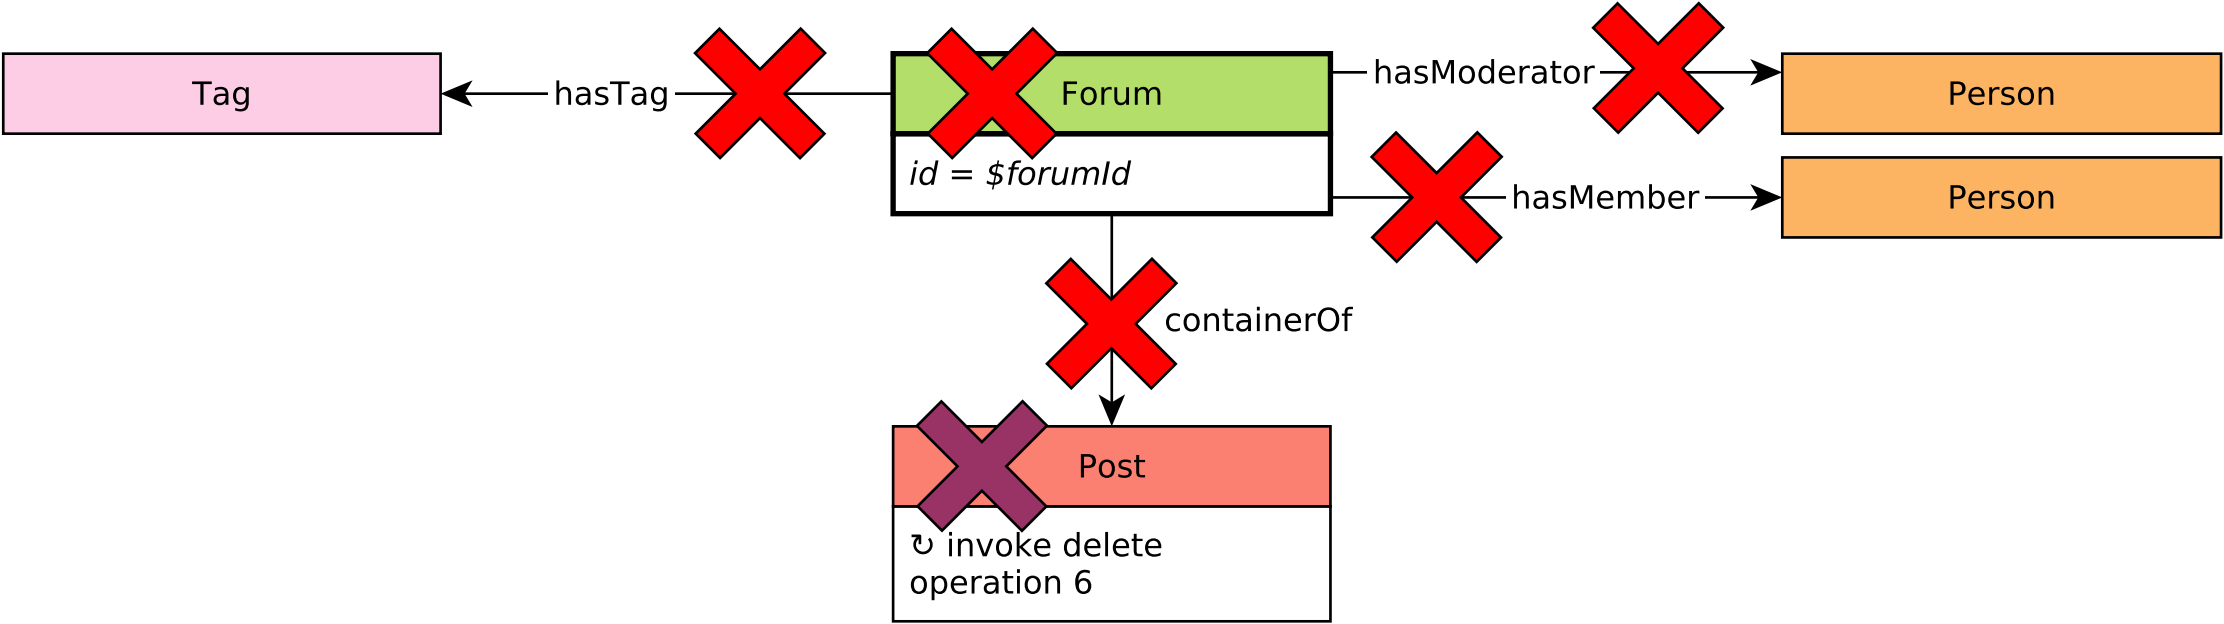 Tag
hasTag
Forum
hasModerator
Person
id = $forumId
hasMember
Person
containerOf
Post
↻ invoke delete
operation 6